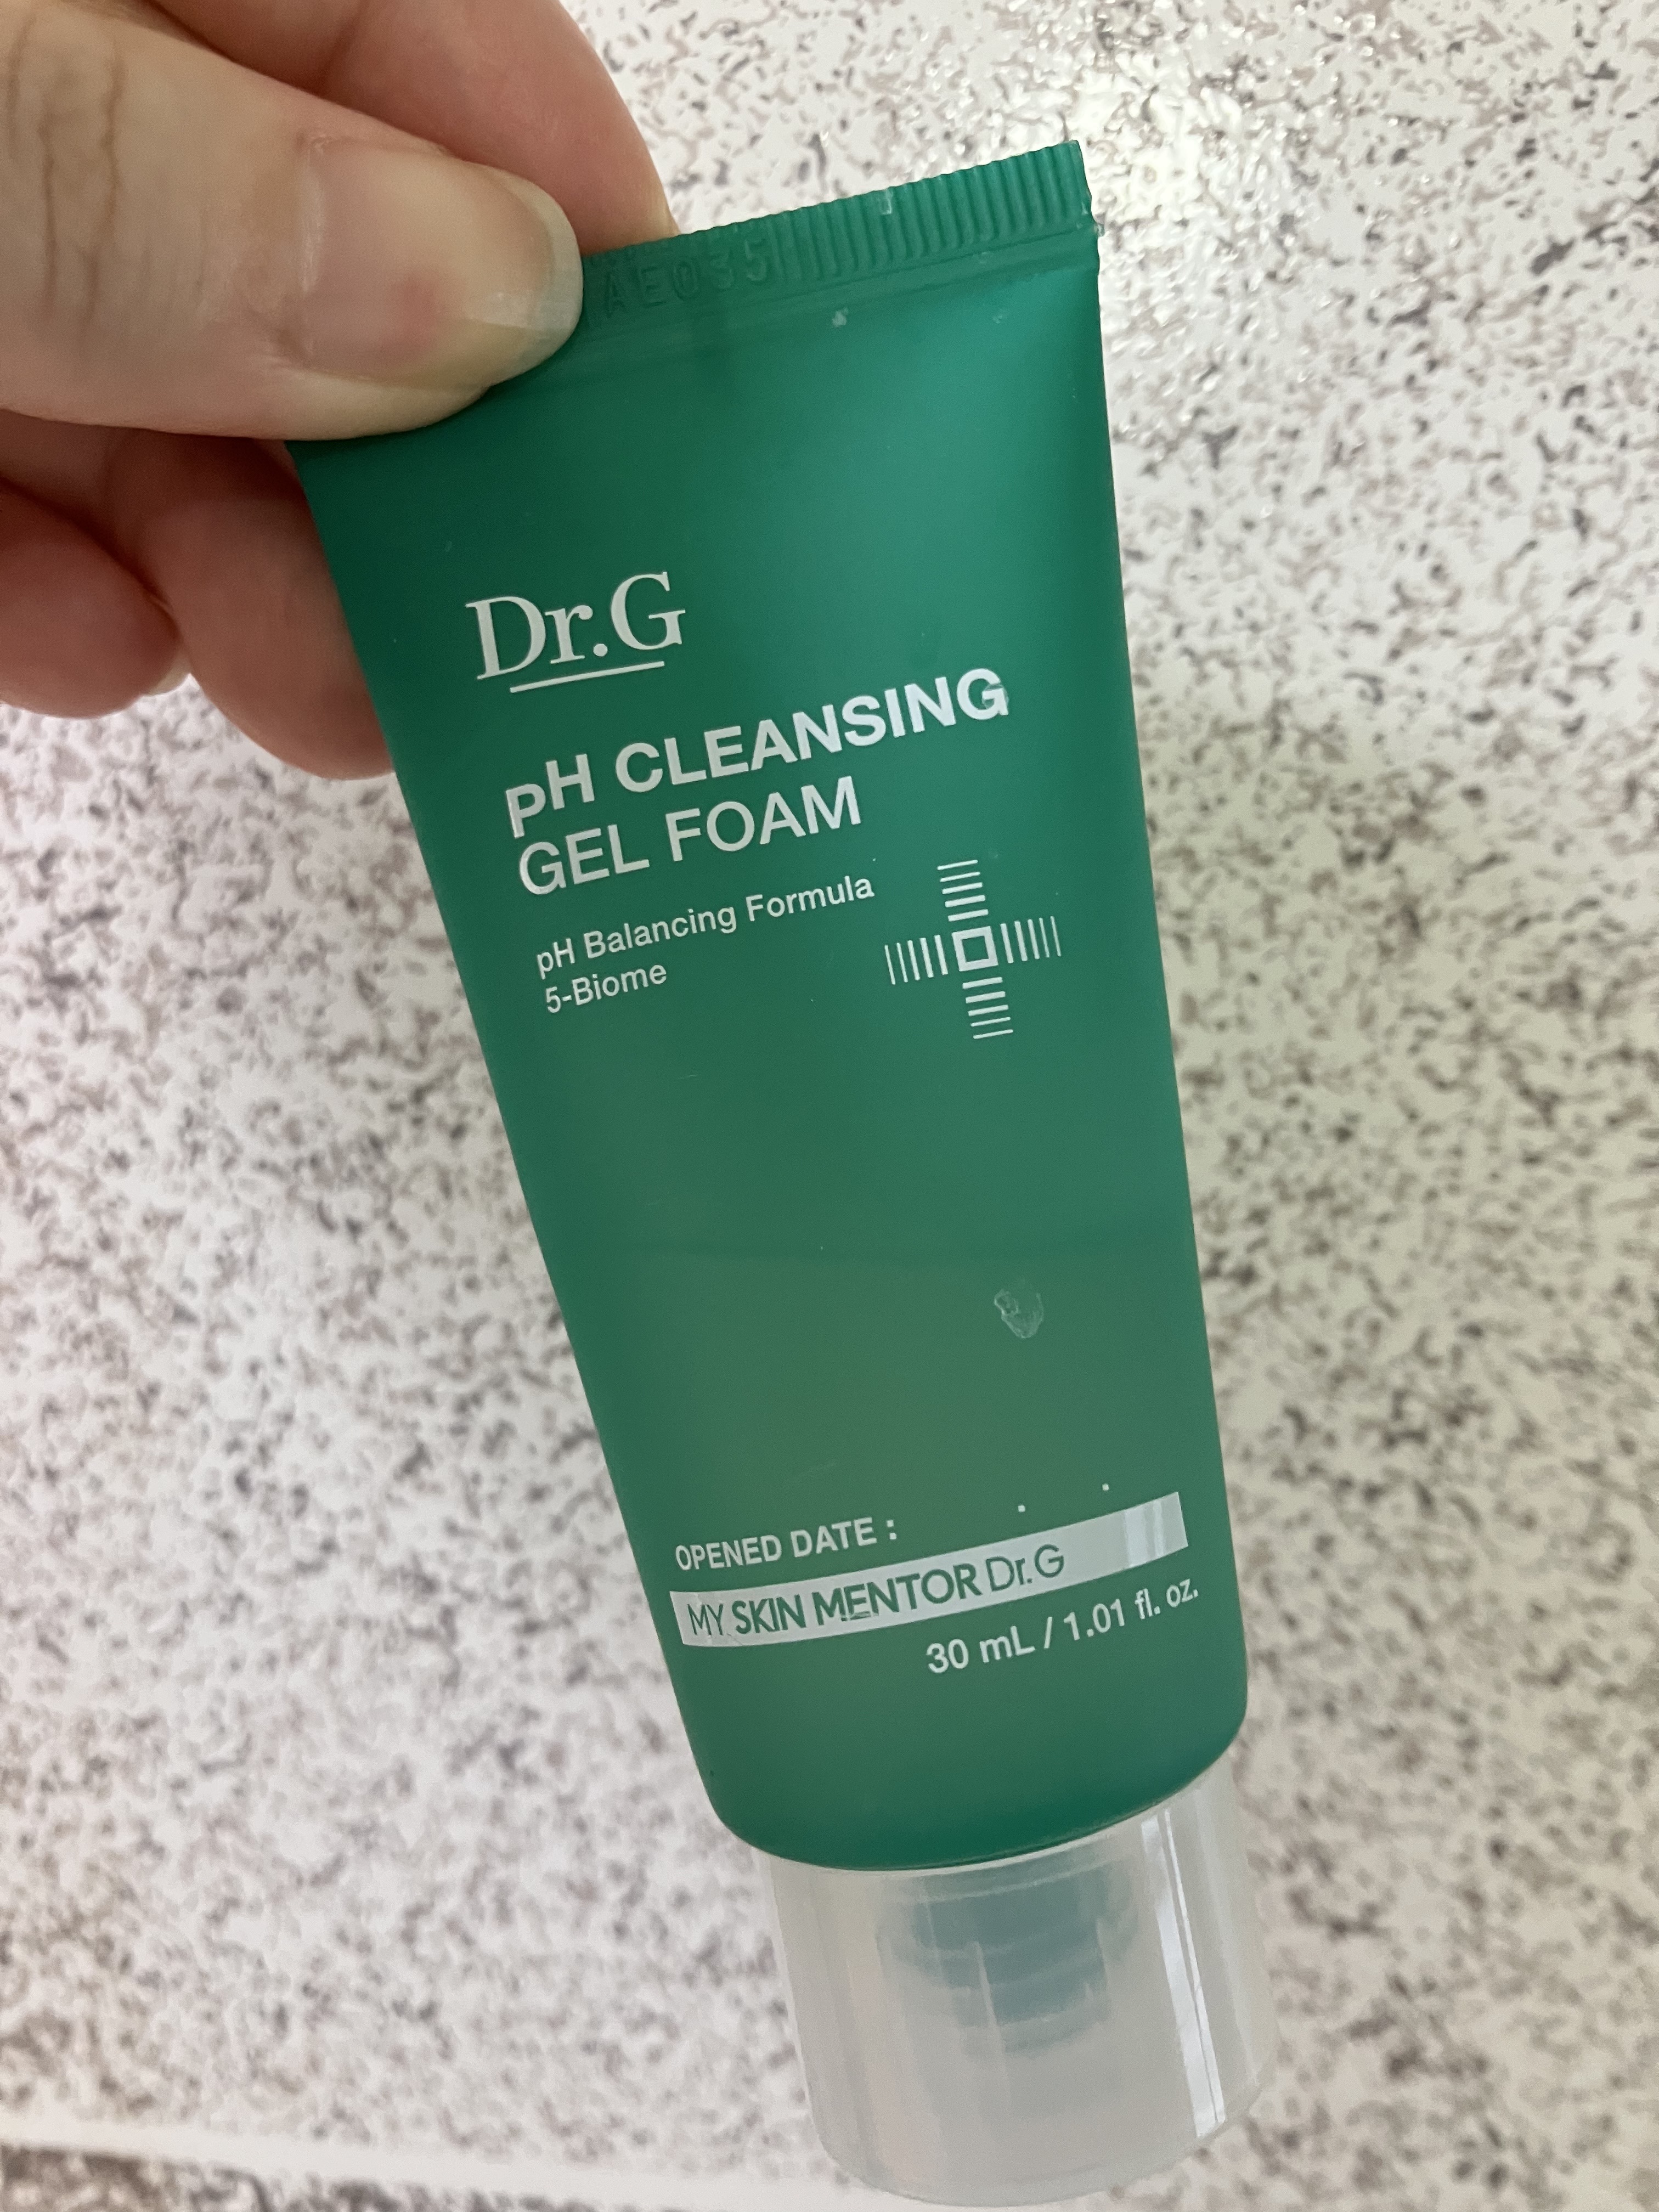 AE035
Dr.G
pH CLEANSING
GEL FOAM
pH Balancing Formula
5-Biome
OPENED DATE :      .      .
MY SKIN MENTOR Dr.G
30 mL / 1.01 fl. oz.